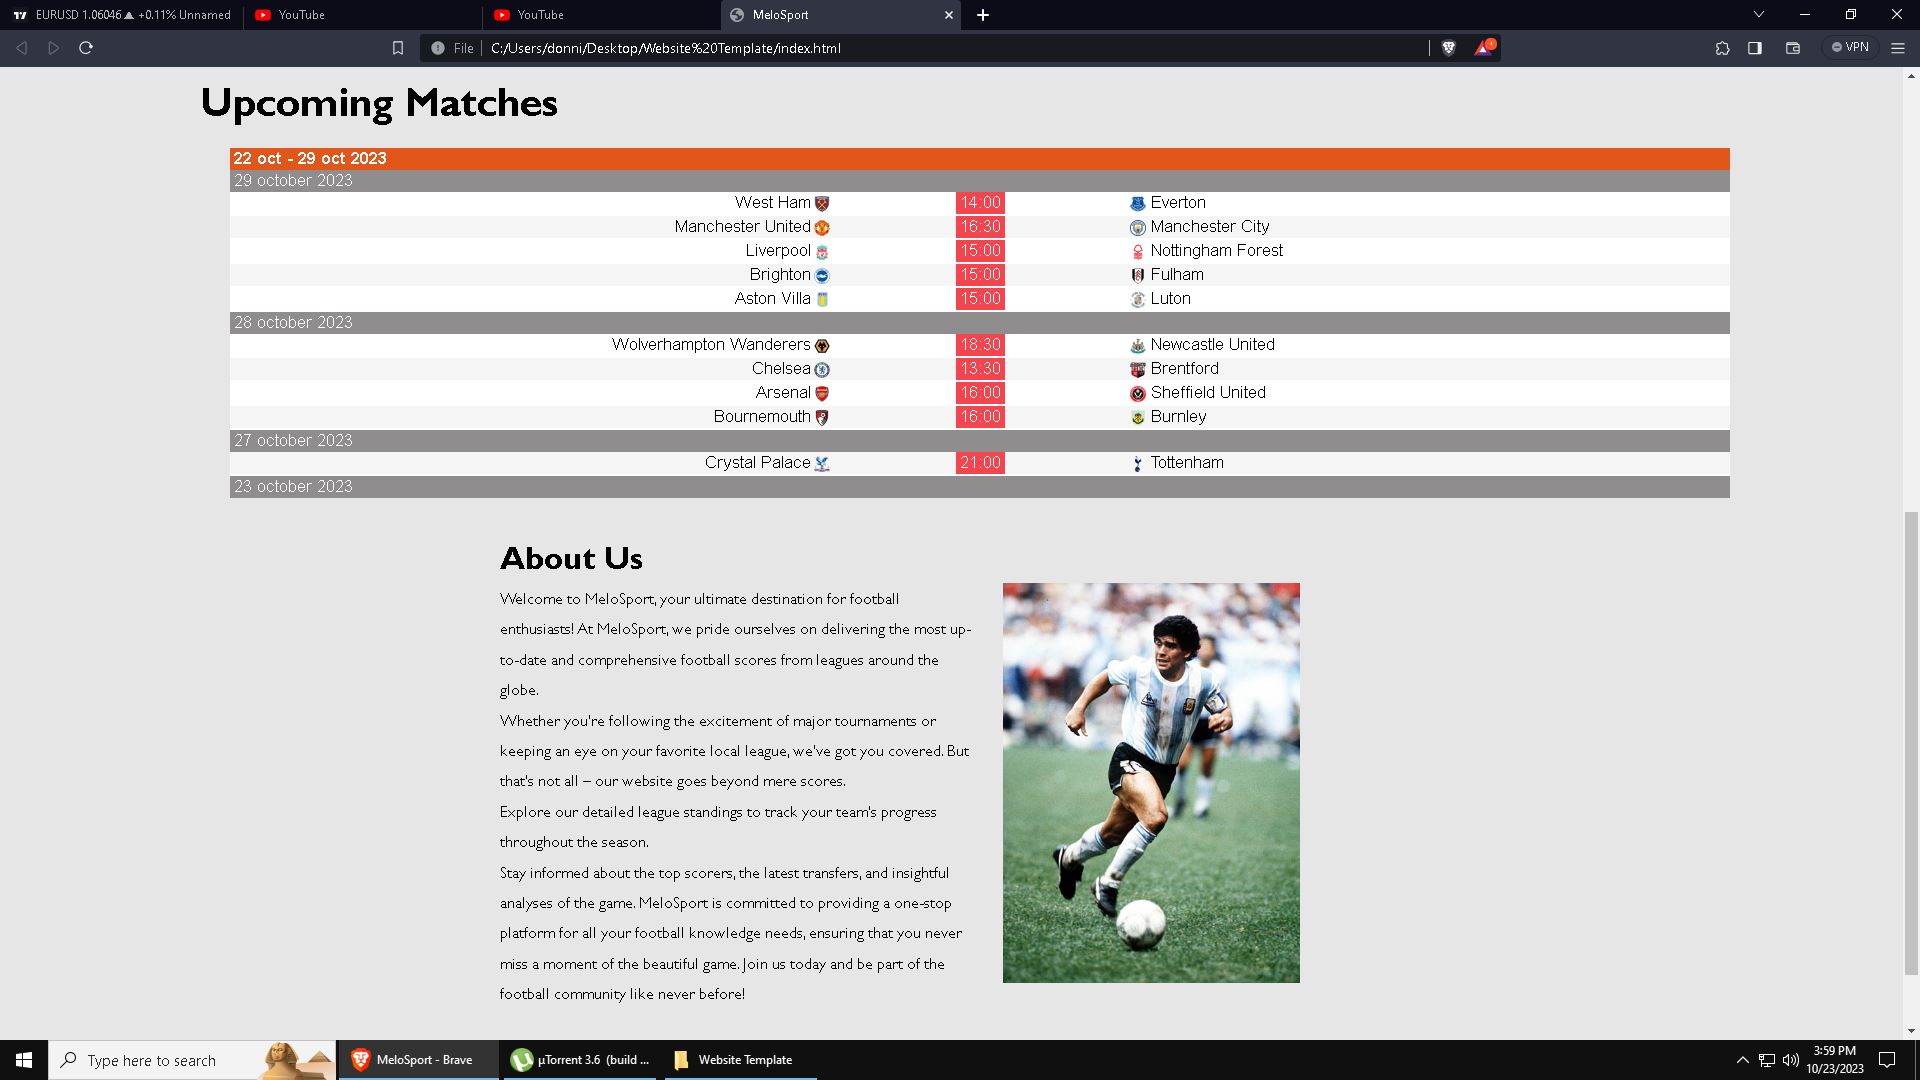 EURUSD 1.06046 ▲ +0.11% Unnamed
YouTube
YouTube
MeloSport
File
C:/Users/donni/Desktop/Website%20Template/index.html
VPN
Upcoming Matches
22 oct - 29 oct 2023
29 october 2023
West Ham 14:00 Everton
Manchester United 16:30 Manchester City
Liverpool 15:00 Nottingham Forest
Brighton 15:00 Fulham
Aston Villa 15:00 Luton
28 october 2023
Wolverhampton Wanderers 18:30 Newcastle United
Chelsea 13:30 Brentford
Arsenal 16:00 Sheffield United
Bournemouth 16:00 Burnley
27 october 2023
Crystal Palace 21:00 Tottenham
23 october 2023
About Us
Welcome to MeloSport, your ultimate destination for football
enthusiasts! At MeloSport, we pride ourselves on delivering the most up-
to-date and comprehensive football scores from leagues around the
globe.
Whether you're following the excitement of major tournaments or
keeping an eye on your favorite local league, we've got you covered. But
that's not all – our website goes beyond mere scores.
Explore our detailed league standings to track your team's progress
throughout the season.
Stay informed about the top scorers, the latest transfers, and insightful
analyses of the game. MeloSport is committed to providing a one-stop
platform for all your football knowledge needs, ensuring that you never
miss a moment of the beautiful game. Join us today and be part of the
football community like never before!
Type here to search
MeloSport - Brave
µTorrent 3.6 (build ...
Website Template
3:59 PM
10/23/2023